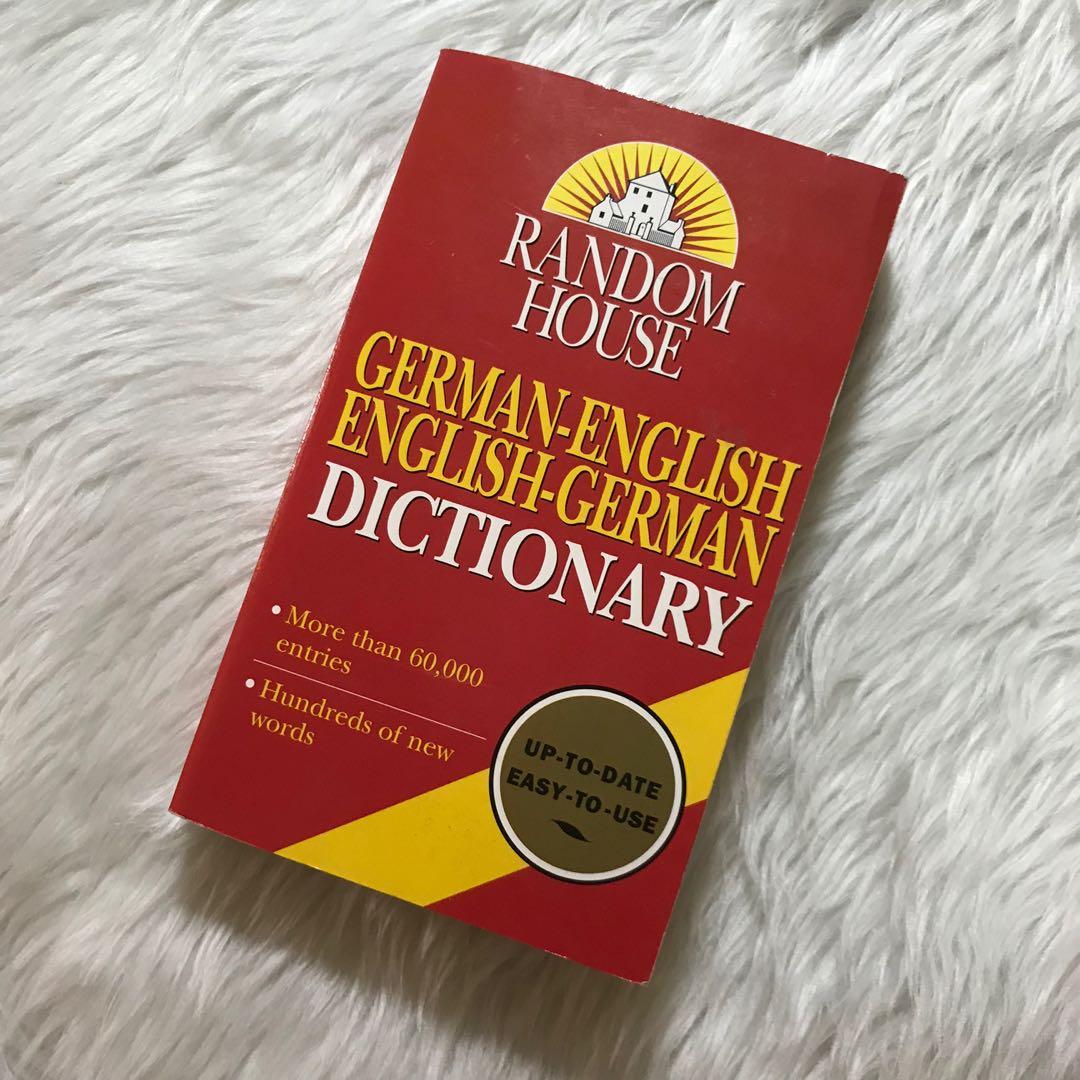 RANDOM
HOUSE
GERMAN-ENGLISH
ENGLISH-GERMAN
DICTIONARY
• More than 60,000
entries
• Hundreds of new
words
UP-TO-DATE
EASY-TO-USE